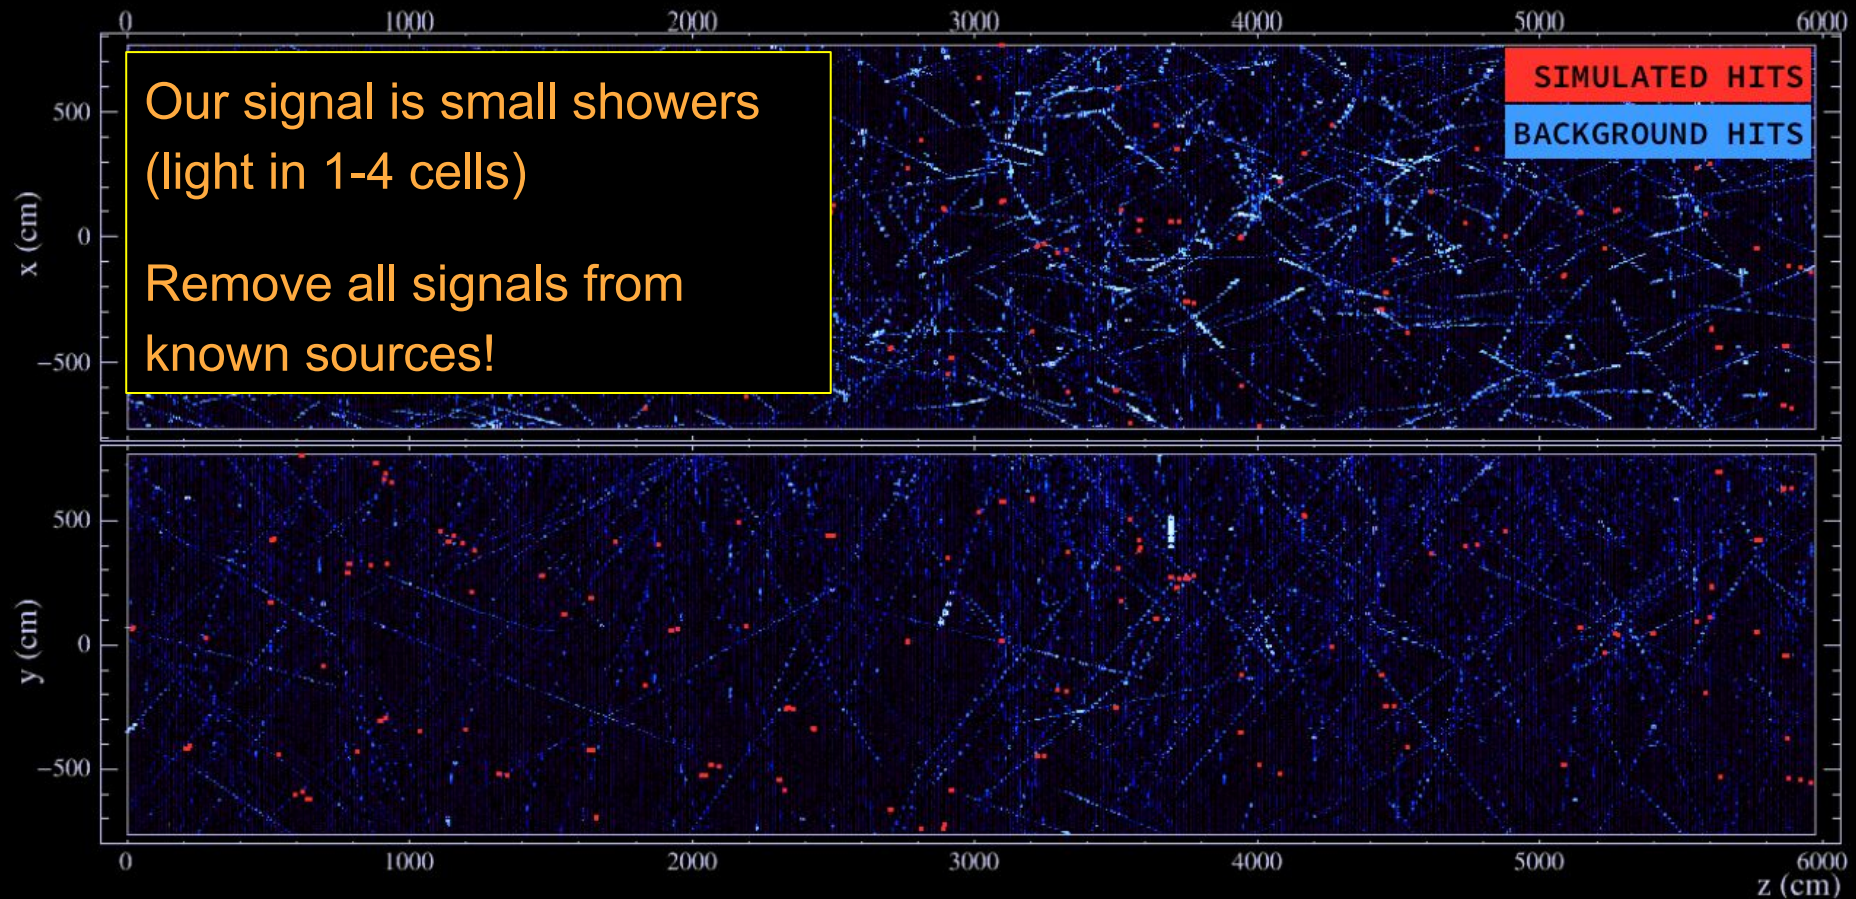 0 1000 2000 3000 4000 5000 6000
Our signal is small showers
(light in 1-4 cells)
Remove all signals from
known sources!
SIMULATED HITS
BACKGROUND HITS
x (cm)
500
0
−500
y (cm)
500
0
−500
0 1000 2000 3000 4000 5000 6000
z (cm)